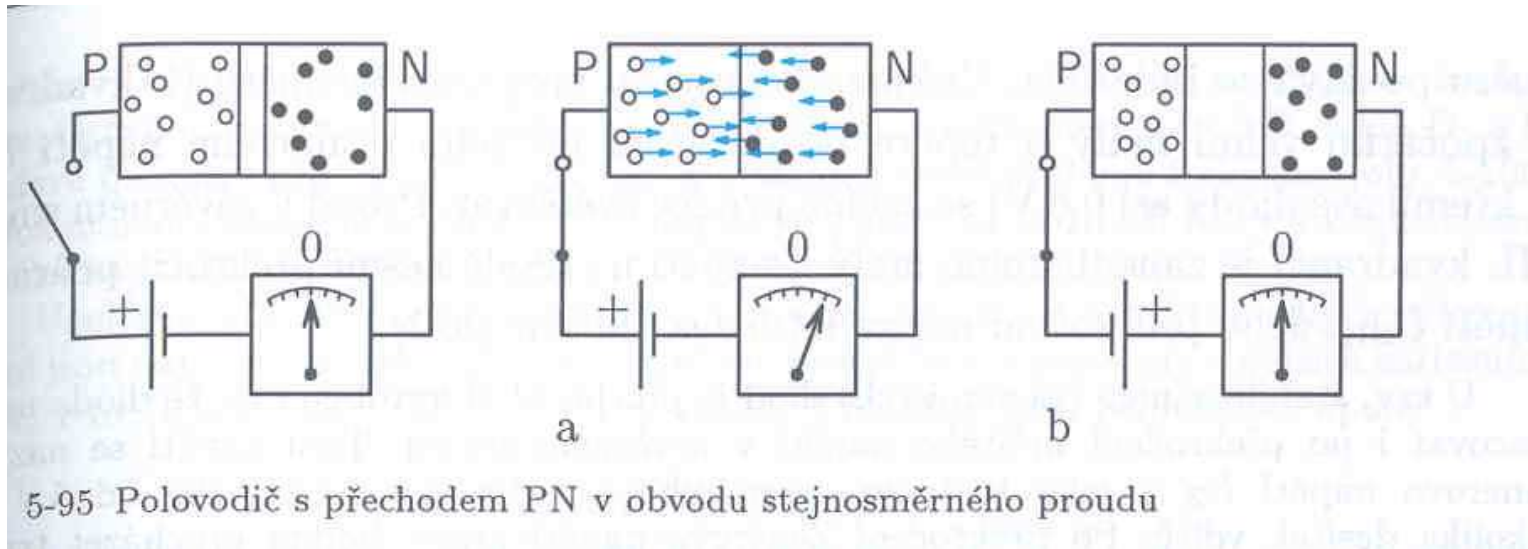 P N P N P N
0 0 0
+ + +
a b
5-95 Polovodič s přechodem PN v obvodu stejnosměrného proudu